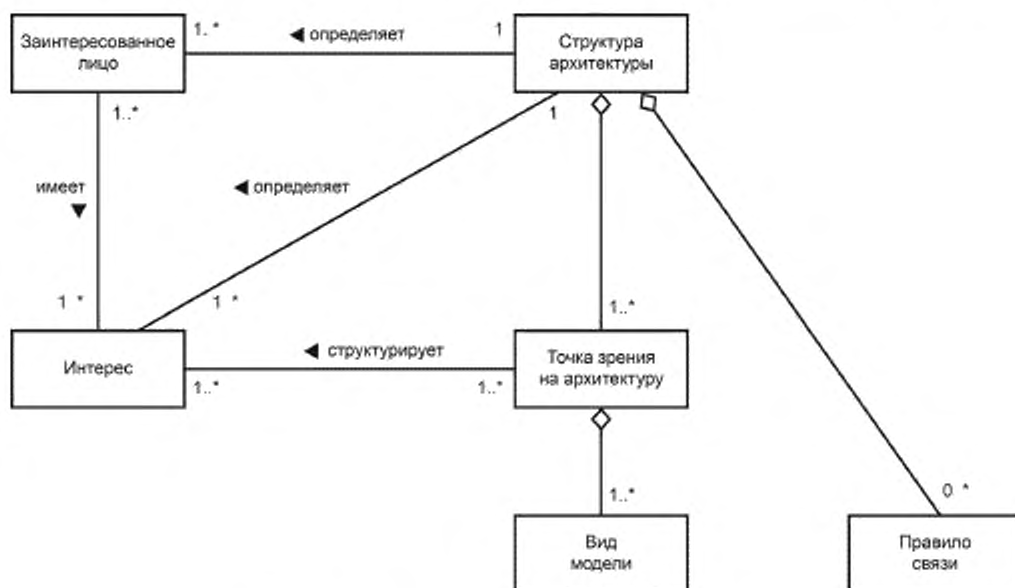 Заинтересованное
лицо
1..*
◄ определяет
1
Структура
архитектуры
1..*
1
имеет
▼
◄ определяет
1 *
1 *
1..*
Интерес
◄ структурирует
1..*
1..*
Точка зрения
на архитектуру
1..*
0 *
Вид
модели
Правило
связи